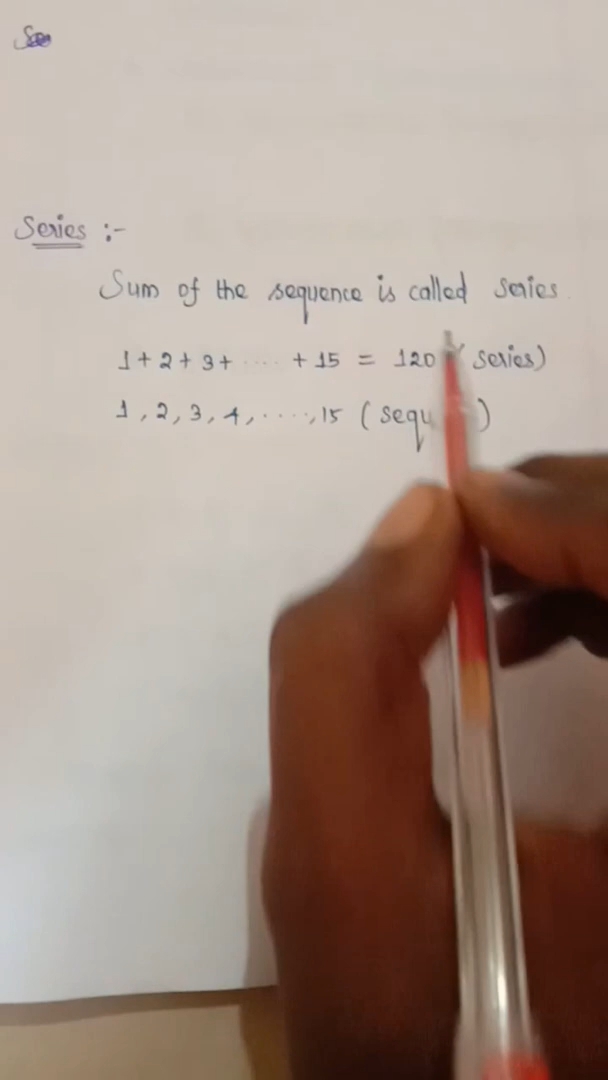 Series :-
Sum of the sequence is called series
1 + 2 + 3 + ..... + 15 = 120 ( series)
1 , 2 , 3 , 4 , . . . . , 15 ( )